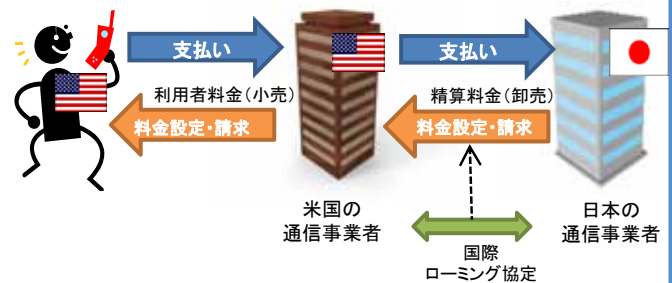 支払い
支払い
利用者料金(小売)
精算料金(卸売)
料金設定・請求
料金設定・請求
米国の
通信事業者
日本の
通信事業者
国際
ローミング協定